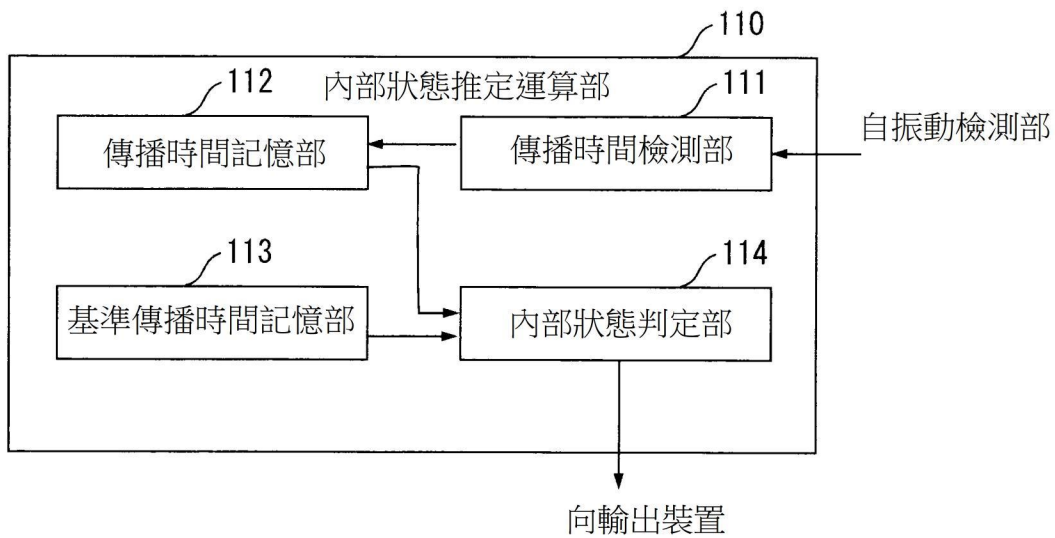 110
內部狀態推定運算部
112
111
傳播時間記憶部
傳播時間檢測部
自振動檢測部
113
114
基準傳播時間記憶部
內部狀態判定部
向輸出裝置